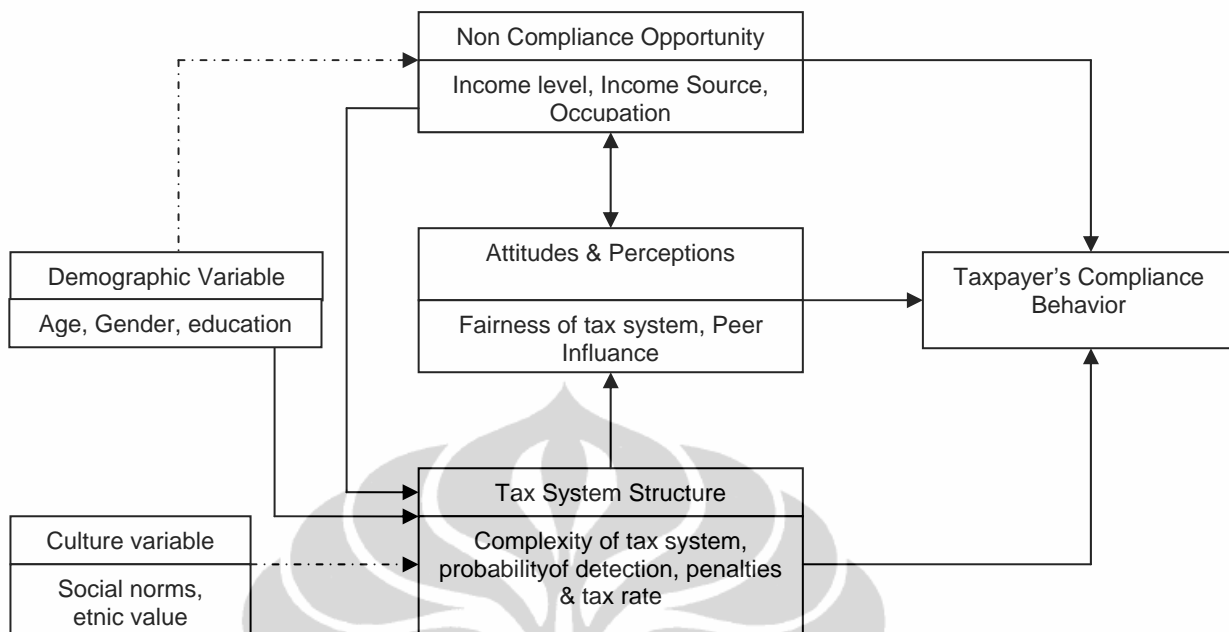 Non Compliance Opportunity
Income level, Income Source,
Occupation
Attitudes & Perceptions
Fairness of tax system, Peer
Influance
Demographic Variable
Age, Gender, education
Taxpayer's Compliance
Behavior
Tax System Structure
Complexity of tax system,
probabilityof detection, penalties
& tax rate
Culture variable
Social norms,
etnic value